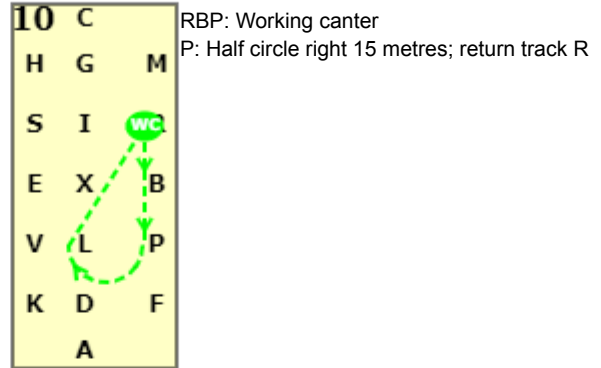 10 C
RBP: Working canter
P: Half circle right 15 metres; return track R
H G M
S I WC
E X B
V L P
K D F
A